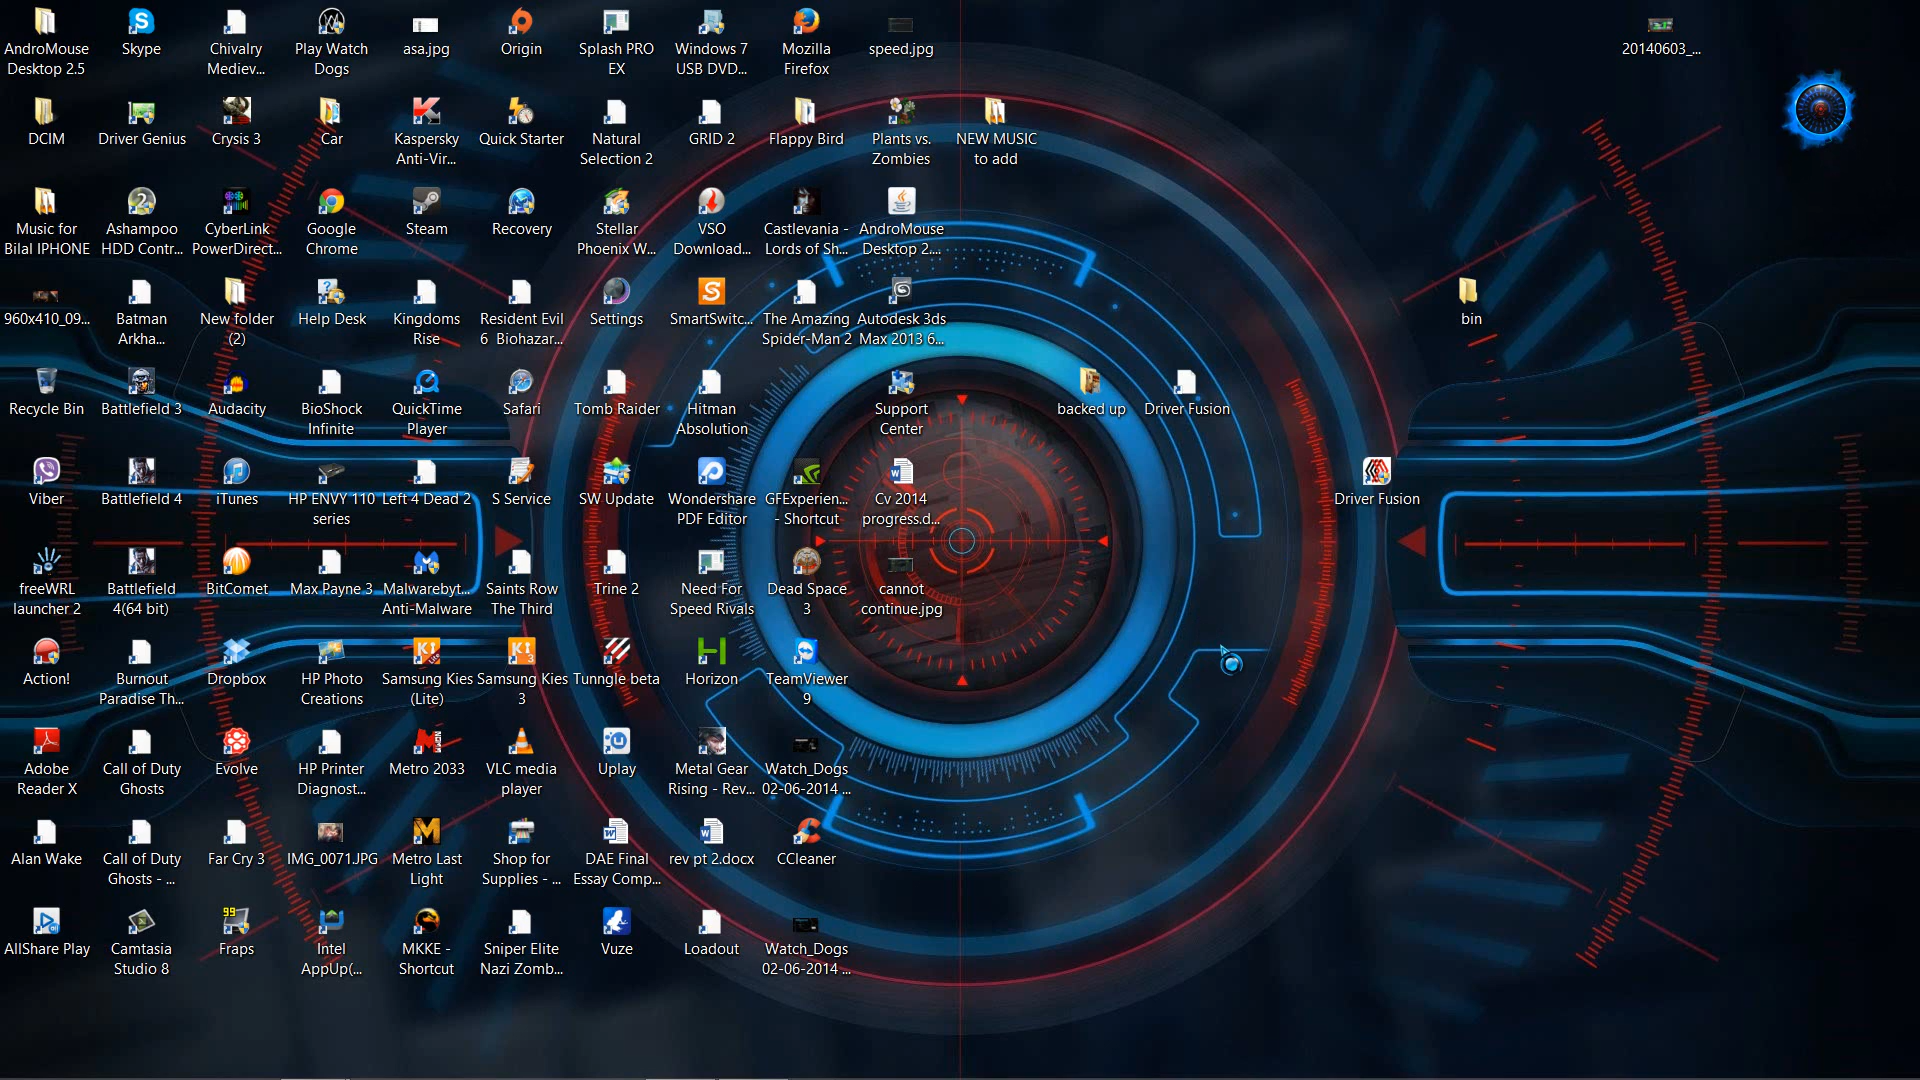 AndroMouse
Desktop 2.5
Skype
Chivalry
Mediev...
Play Watch
Dogs
asa.jpg
Origin
Splash PRO
EX
Windows 7
USB DVD...
Mozilla
Firefox
speed.jpg
20140603_...
DCIM
Driver Genius
Crysis 3
Car
Kaspersky
Anti-Vir...
Quick Starter
Natural
Selection 2
GRID 2
Flappy Bird
Plants vs.
Zombies
NEW MUSIC
to add
Music for
Bilal IPHONE
Ashampoo
HDD Contr...
CyberLink
PowerDirect...
Google
Chrome
Steam
Recovery
Stellar
Phoenix W...
VSO
Download...
Castlevania -
Lords of Sh...
AndroMouse
Desktop 2....
960x410_09...
Batman
Arkha...
New folder
(2)
Help Desk
Kingdoms
Rise
Resident Evil
6 Biohazar...
Settings
SmartSwitc...
The Amazing
Spider-Man 2
Autodesk 3ds
Max 2013 6...
bin
Recycle Bin
Battlefield 3
Audacity
BioShock
Infinite
QuickTime
Player
Safari
Tomb Raider
Hitman
Absolution
Support
Center
backed up
Driver Fusion
Viber
Battlefield 4
iTunes
HP ENVY 110
series
Left 4 Dead 2
S Service
SW Update
Wondershare
PDF Editor
GFExperien...
- Shortcut
Cv 2014
progress.d...
Driver Fusion
freeWRL
launcher 2
Battlefield
4(64 bit)
BitComet
Max Payne 3
Malwarebyt...
Anti-Malware
Saints Row
The Third
Trine 2
Need For
Speed Rivals
Dead Space
3
cannot
continue.jpg
Action!
Burnout
Paradise Th...
Dropbox
HP Photo
Creations
Samsung Kies
(Lite)
Samsung Kies
3
Tunngle beta
Horizon
TeamViewer
9
Adobe
Reader X
Call of Duty
Ghosts
Evolve
HP Printer
Diagnost...
Metro 2033
VLC media
player
Uplay
Metal Gear
Rising - Rev...
Watch_Dogs
02-06-2014 ...
Alan Wake
Call of Duty
Ghosts - ...
Far Cry 3
IMG_0071.JPG
Metro Last
Light
Shop for
Supplies - ...
DAE Final
Essay Comp...
rev pt 2.docx
CCleaner
AllShare Play
Camtasia
Studio 8
99
Fraps
Intel
AppUp(...
MKKE -
Shortcut
Sniper Elite
Nazi Zomb...
Vuze
Loadout
Watch_Dogs
02-06-2014 ...